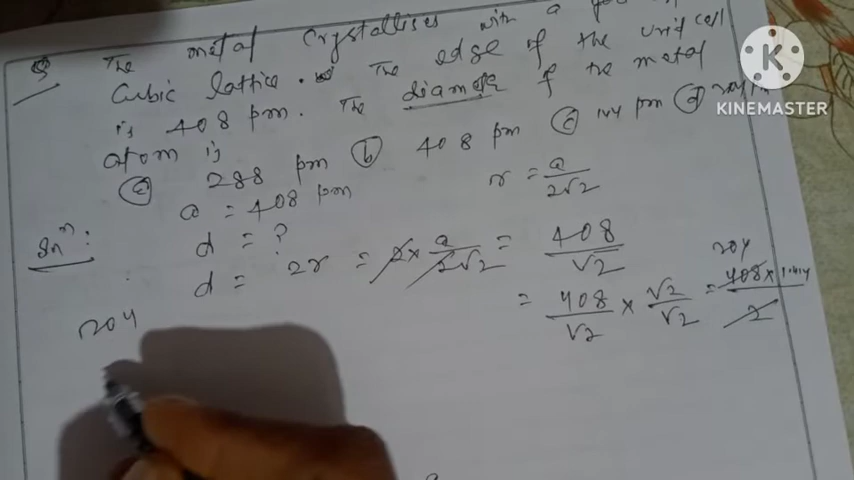 Q The metal crystallises with a
Cubic lattice. The edge of the unit cell
is 408 pm. The diameter of the metal
atom is
ⓐ 288 pm ⓑ 408 pm ⓒ 144 pm ⓓ
a = 408 pm r = a/2√2
Solⁿ: d = ?
d = 2r = 2 × a/2√2 = 408/√2
= 408/√2 × √2/√2 = 408 × 1.414/2
204
204
K
KINEMASTER